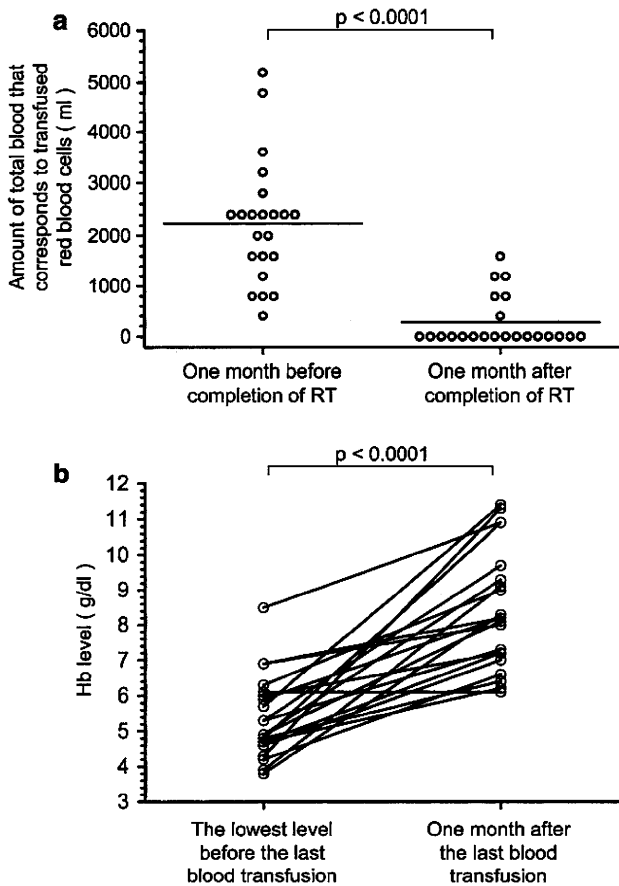 a
p < 0.0001
Amount of total blood that
corresponds to transfused
red blood cells ( ml )
6000
5000
4000
3000
2000
1000
0
One month before
completion of RT
One month after
completion of RT
b
p < 0.0001
Hb level ( g/dl )
12
11
10
9
8
7
6
5
4
3
The lowest level
before the last
blood transfusion
One month after
the last blood
transfusion